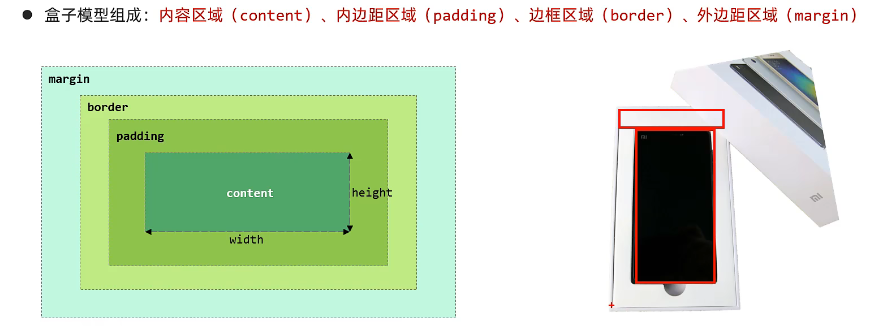 ● 盒子模型组成：内容区域（content）、内边距区域（padding）、边框区域（border）、外边距区域（margin）
margin
border
padding
content
height
width
MI
MI